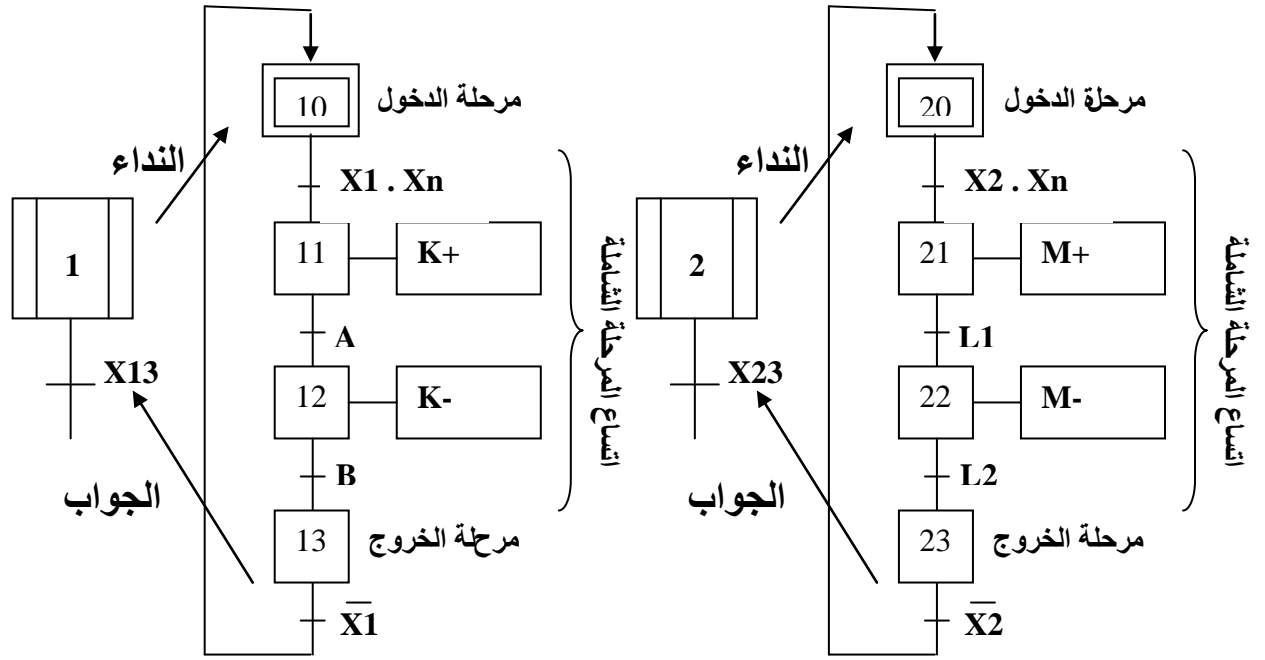 10
مرحلة الدخول
النداء
X1 . Xn
1
11
K+
A
X13
12
K-
B
الجواب
13
مرحلة الخروج
X̅1̅
اتساع المرحلة الشاملة
20
مرحلة الدخول
النداء
X2 . Xn
2
21
M+
L1
X23
22
M-
L2
الجواب
23
مرحلة الخروج
X̅2̅
اتساع المرحلة الشاملة